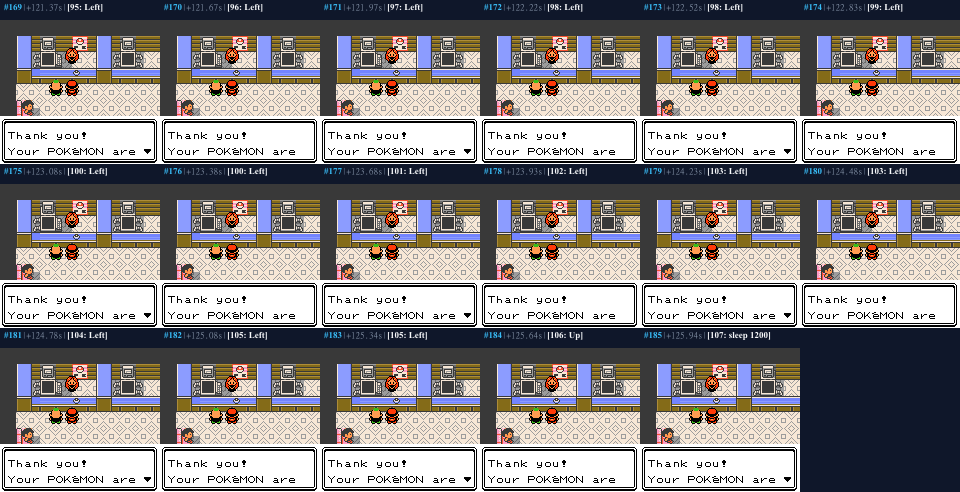 #169 |+121.37s| [95: Left]
#170 |+121.67s| [96: Left]
#171 |+121.97s| [97: Left]
#172 |+122.22s| [98: Left]
#173 |+122.52s| [98: Left]
#174 |+122.83s| [99: Left]
Thank you!
Your POKéMON are ▼
Thank you!
Your POKéMON are
Thank you!
Your POKéMON are ▼
Thank you!
Your POKéMON are ▼
Thank you!
Your POKéMON are ▼
Thank you!
Your POKéMON are
#175 |+123.08s| [100: Left]
#176 |+123.38s| [100: Left]
#177 |+123.68s| [101: Left]
#178 |+123.93s| [102: Left]
#179 |+124.23s| [103: Left]
#180 |+124.48s| [103: Left]
Thank you!
Your POKéMON are ▼
Thank you!
Your POKéMON are
Thank you!
Your POKéMON are ▼
Thank you!
Your POKéMON are
Thank you!
Your POKéMON are ▼
Thank you!
Your POKéMON are ▼
#181 |+124.78s| [104: Left]
#182 |+125.08s| [105: Left]
#183 |+125.34s| [105: Left]
#184 |+125.64s| [106: Up]
#185 |+125.94s| [107: sleep 1200]
Thank you!
Your POKéMON are ▼
Thank you!
Your POKéMON are
Thank you!
Your POKéMON are ▼
Thank you!
Your POKéMON are
Thank you!
Your POKéMON are ▼